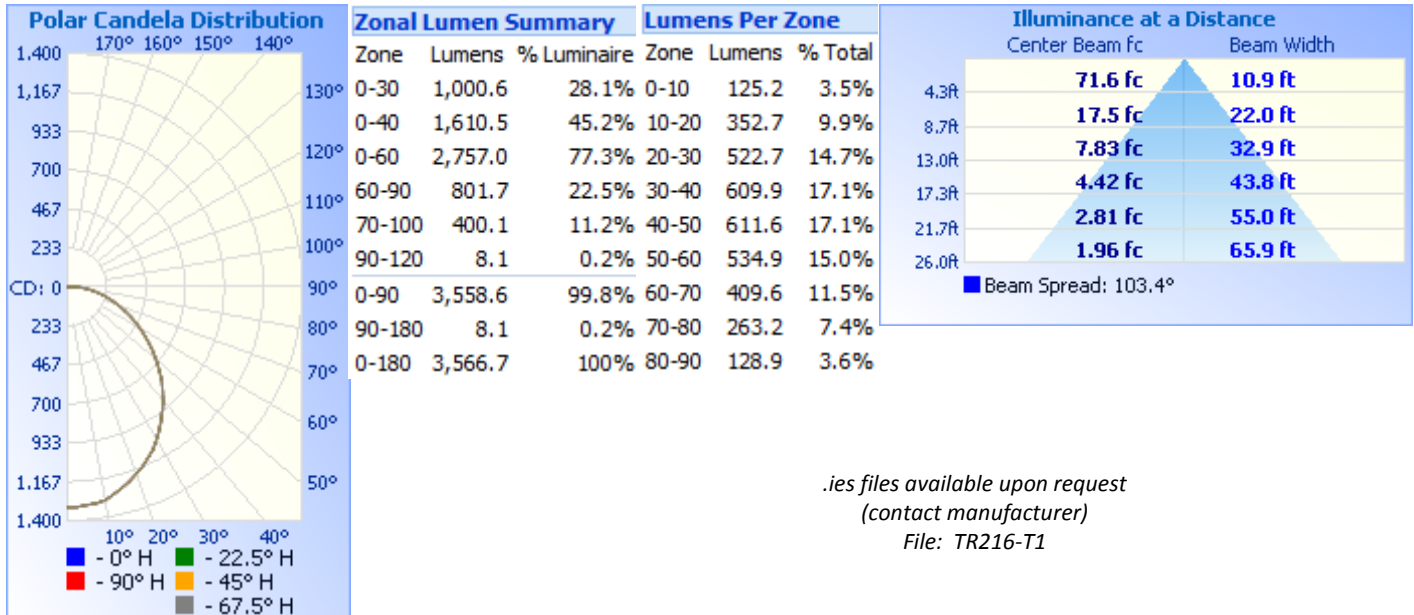 Polar Candela Distribution
170° 160° 150° 140°
1,400
1,167
933
700
467
233
CD: 0
233
467
700
933
1,167
1,400
130°
120°
110°
100°
90°
80°
70°
60°
50°
10° 20° 30° 40°
- 0° H - 22.5° H
- 90° H - 45° H
- 67.5° H
Zonal Lumen Summary
Zone Lumens % Luminaire
0-30 1,000.6 28.1%
0-40 1,610.5 45.2%
0-60 2,757.0 77.3%
60-90 801.7 22.5%
70-100 400.1 11.2%
90-120 8.1 0.2%
0-90 3,558.6 99.8%
90-180 8.1 0.2%
0-180 3,566.7 100%
Lumens Per Zone
Zone Lumens % Total
0-10 125.2 3.5%
10-20 352.7 9.9%
20-30 522.7 14.7%
30-40 609.9 17.1%
40-50 611.6 17.1%
50-60 534.9 15.0%
60-70 409.6 11.5%
70-80 263.2 7.4%
80-90 128.9 3.6%
Illuminance at a Distance
Center Beam fc Beam Width
4.3ft 71.6 fc 10.9 ft
8.7ft 17.5 fc 22.0 ft
13.0ft 7.83 fc 32.9 ft
17.3ft 4.42 fc 43.8 ft
21.7ft 2.81 fc 55.0 ft
26.0ft 1.96 fc 65.9 ft
Beam Spread: 103.4°
.ies files available upon request
(contact manufacturer)
File: TR216-T1